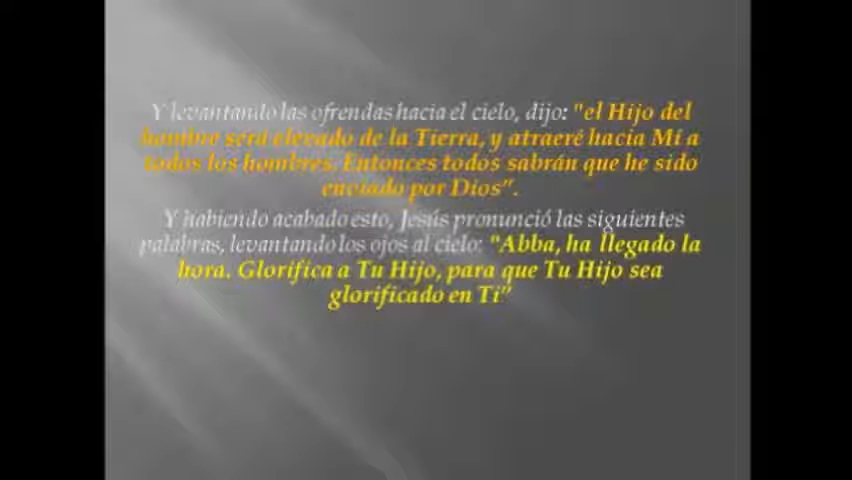 Y levantando las ofrendas hacia el cielo, dijo: "el Hijo del
hombre será elevado de la Tierra, y atraeré hacia Mí a
todos los hombres. Entonces todos sabrán que he sido
enviado por Dios".
Y habiendo acabado esto, Jesús pronunció las siguientes
palabras, levantando los ojos al cielo: "Abba, ha llegado la
hora. Glorifica a Tu Hijo, para que Tu Hijo sea
glorificado en Ti"